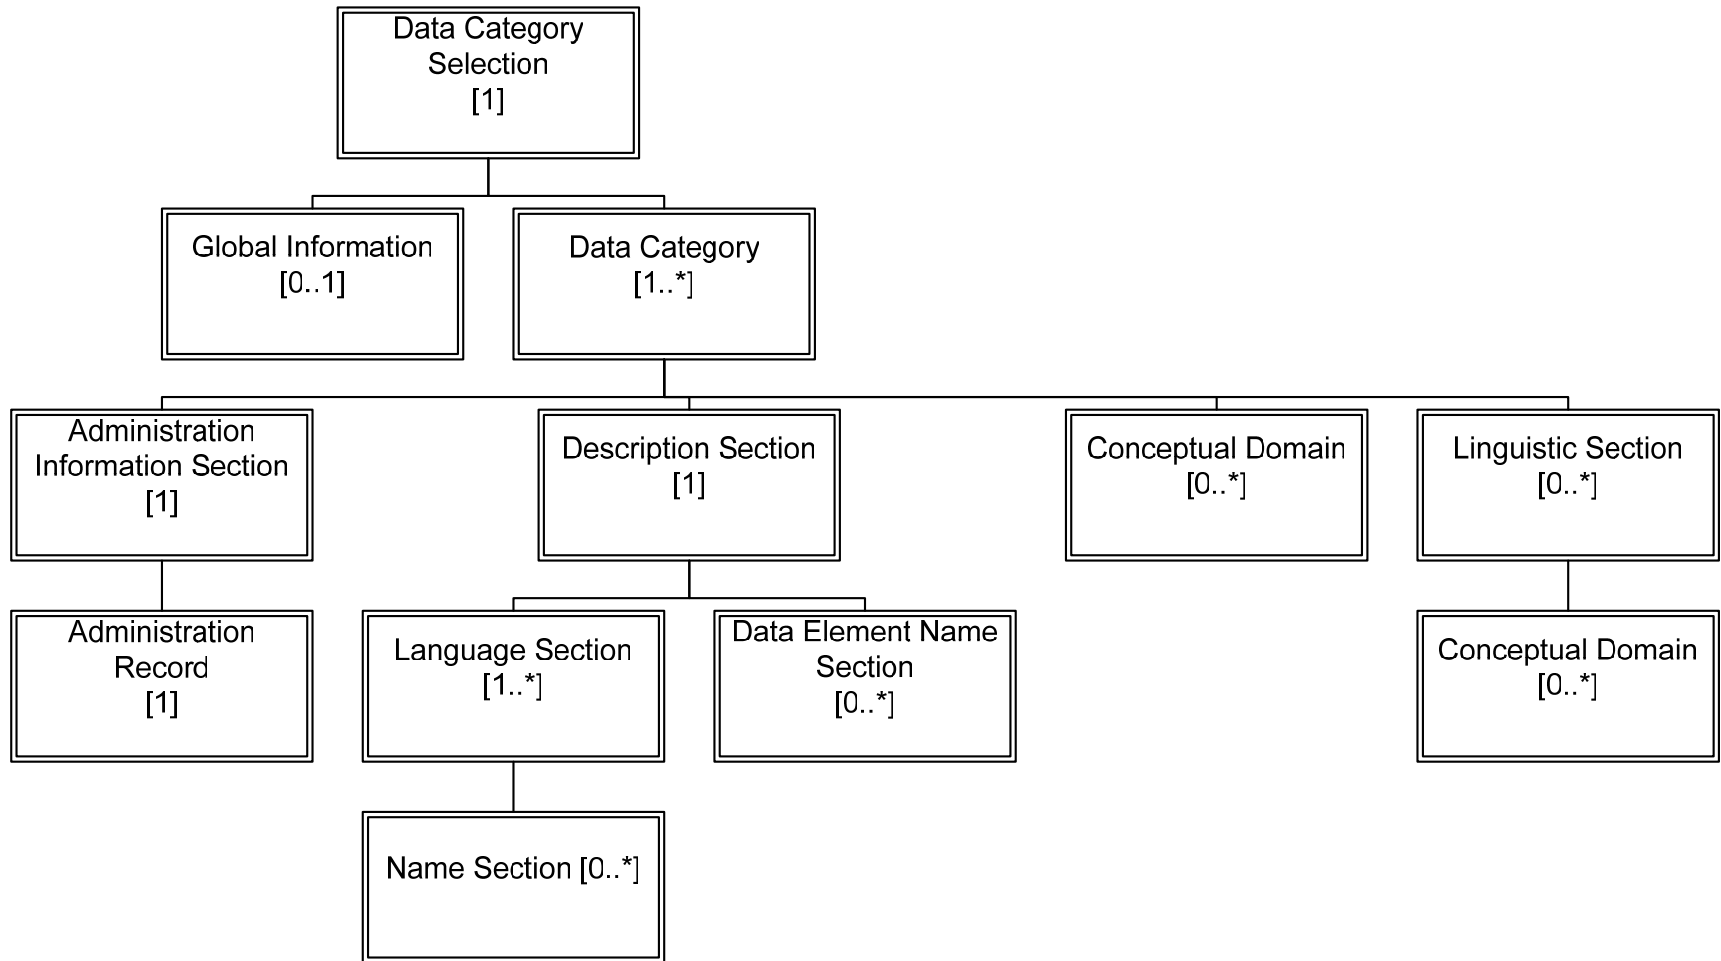 Data Category
Selection
[1]
Global Information
[0..1]
Data Category
[1..*]
Administration
Information Section
[1]
Description Section
[1]
Conceptual Domain
[0..*]
Linguistic Section
[0..*]
Administration
Record
[1]
Language Section
[1..*]
Data Element Name
Section
[0..*]
Conceptual Domain
[0..*]
Name Section [0..*]